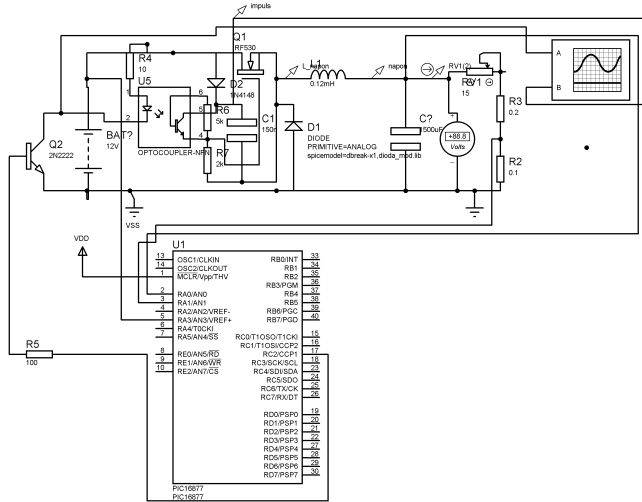 impuls
Q1
RF530
R4
10
U5
D2
1N4148
L1
i_napon
0.12mH
napon
RV1(2)
RV1
15
A
B
R6
5k
C1
150n
R3
0.2
1
2
6
5
4
Q2
2N2222
BAT?
12V
OPTOCOUPLER-NPN
R7
2k
D1
DIODE
PRIMITIVE=ANALOG
spicemodel=dbreak-x1,dioda_mod.lib
C?
1500uF
+88.8
Volts
R2
0.1
VSS
VDD
U1
13 OSC1/CLKIN RB0/INT 33
14 OSC2/CLKOUT RB1 34
1 MCLR/Vpp/THV RB2 35
RB3/PGM 36
2 RA0/AN0 RB4 37
3 RA1/AN1 RB5 38
4 RA2/AN2/VREF- RB6/PGC 39
5 RA3/AN3/VREF+ RB7/PGD 40
6 RA4/T0CKI
7 RA5/AN4/SS RC0/T1OSO/T1CKI 15
RC1/T1OSI/CCP2 16
8 RE0/AN5/RD RC2/CCP1 17
9 RE1/AN6/WR RC3/SCK/SCL 18
10 RE2/AN7/CS RC4/SDI/SDA 23
RC5/SDO 24
RC6/TX/CK 25
RC7/RX/DT 26
RD0/PSP0 19
RD1/PSP1 20
RD2/PSP2 21
RD3/PSP3 22
RD4/PSP4 27
RD5/PSP5 28
RD6/PSP6 29
RD7/PSP7 30
PIC16877
PIC16877
R5
100